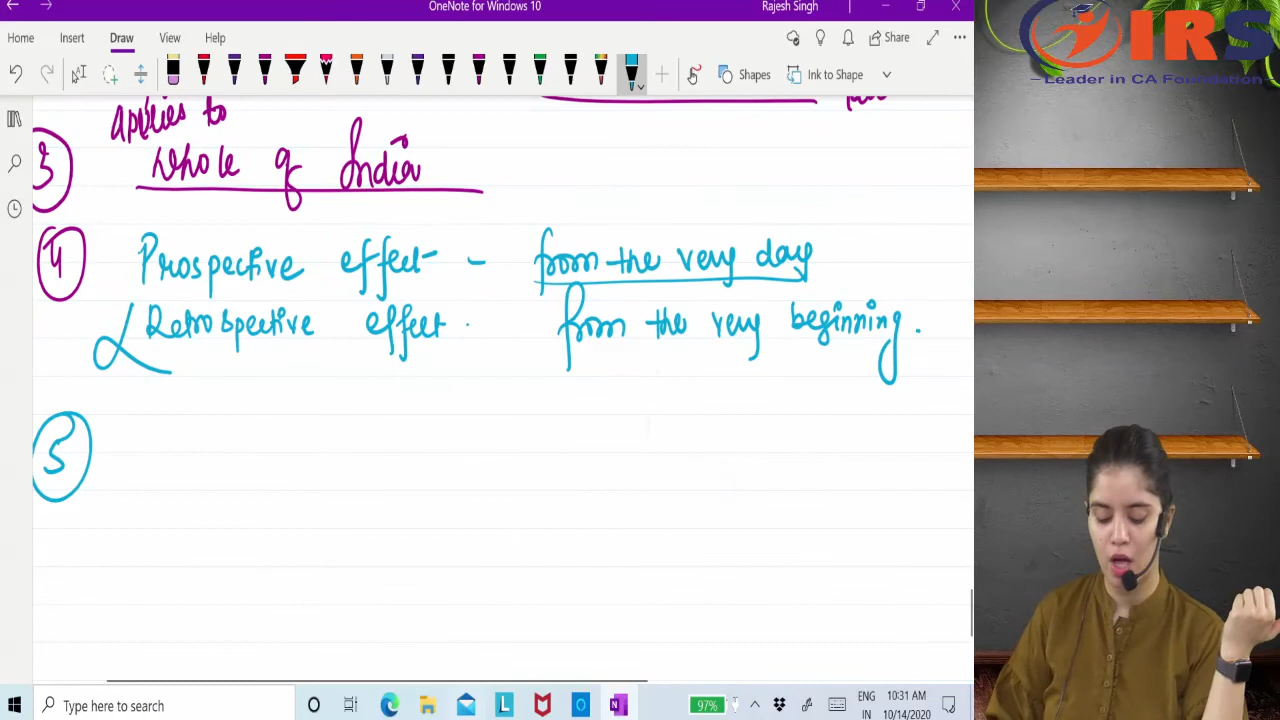 OneNote for Windows 10
Rajesh Singh
Home Insert Draw View Help
Share
Shapes
Ink to Shape
IRS
Leader in CA Foundation
applies to
3 whole of India
4 Prospective effect - from the very day
Retrospective effect . from the very beginning.
5
Type here to search
97%
ENG
IN
10:31 AM
10/14/2020